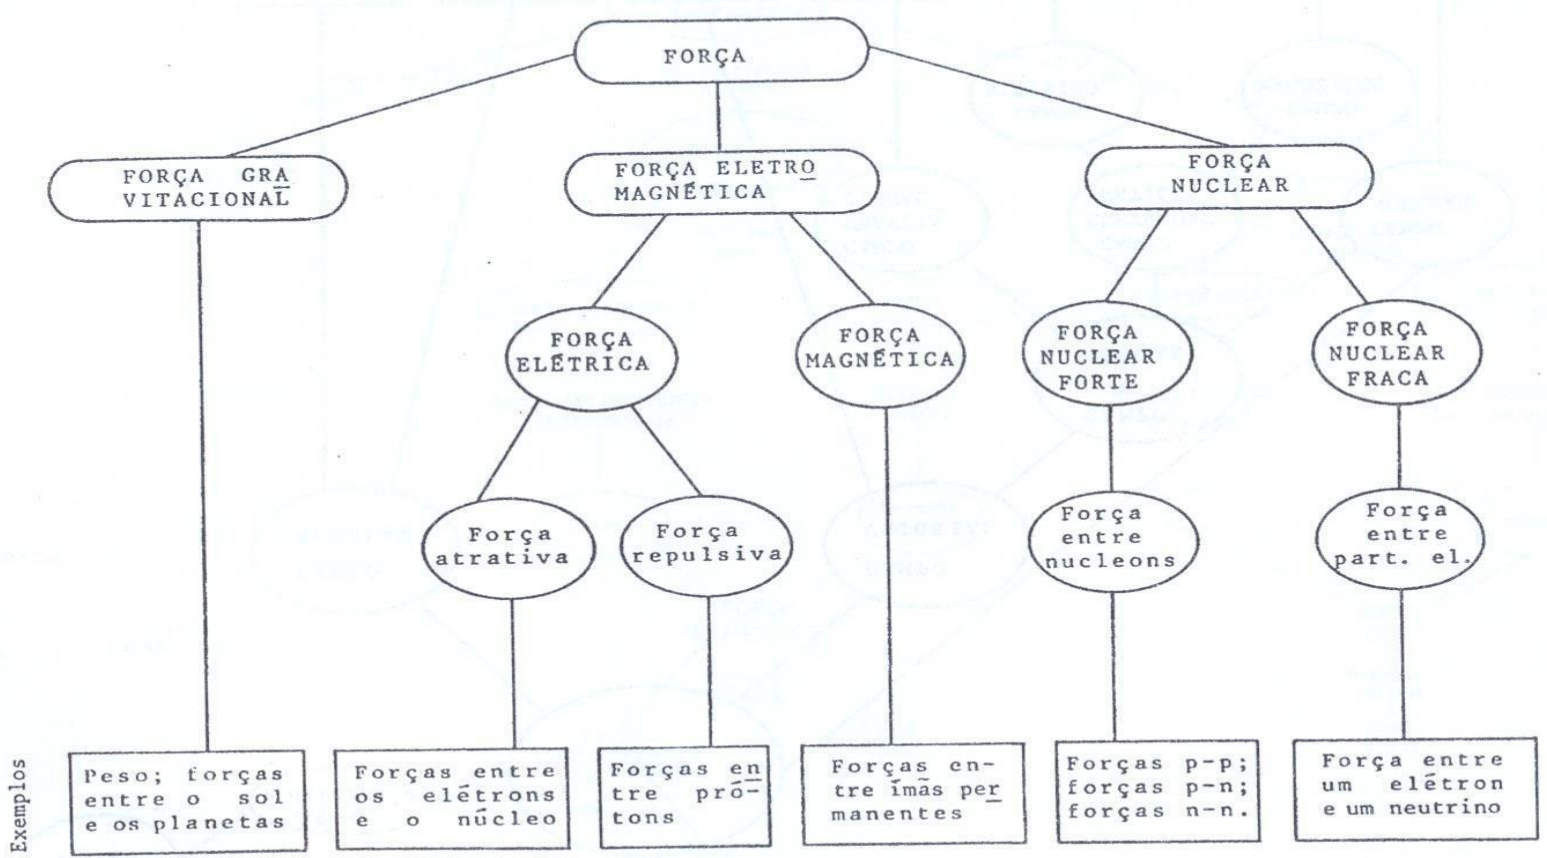 FORÇA
FORÇA GRA
VITACIONAL
FORÇA ELETRO
MAGNÉTICA
FORÇA
NUCLEAR
FORÇA
ELÉTRICA
FORÇA
MAGNÉTICA
FORÇA
NUCLEAR
FORTE
FORÇA
NUCLEAR
FRACA
Força
atrativa
Força
repulsiva
Força
entre
nucleons
Força
entre
part. el.
Exemplos
Peso; forças
entre o sol
e os planetas
Forças entre
os elétrons
e o núcleo
Forças en
tre pró-
tons
Forças en-
tre ímãs per
manentes
Forças p-p;
forças p-n;
forças n-n.
Força entre
um elétron
e um neutrino